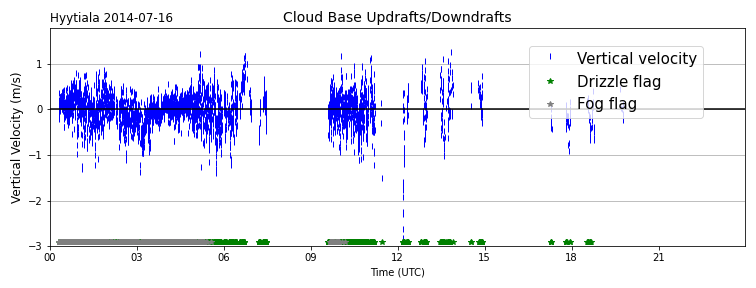 Hyytiala 2014-07-16
Cloud Base Updrafts/Downdrafts
Vertical Velocity (m/s)
1
0
−1
−2
−3
Vertical velocity
Drizzle flag
Fog flag
00 03 06 09 12 15 18 21
Time (UTC)